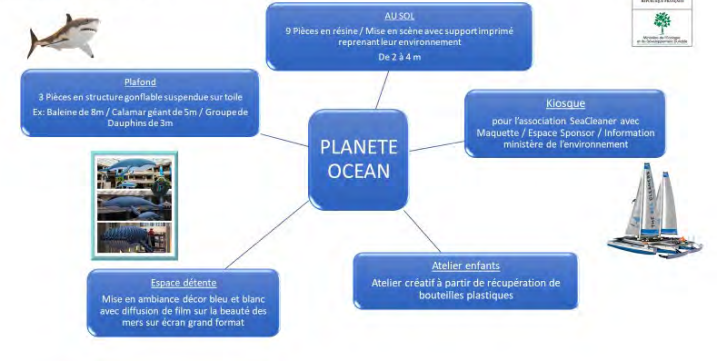 AU SOL
9 Pièces en résine / Mise en scène avec support imprimé
reprenant leur environnement
De 2 à 4 m
RÉPUBLIQUE FRANÇAISE
Plafond
3 Pièces en structure gonflable suspendue sur toile
Ex: Baleine de 8m / Calamar géant de 5m / Groupe de
Dauphins de 3m
PLANETE
OCEAN
Kiosque
pour l'association SeaCleaner avec
Maquette / Espace Sponsor / Information
ministère de l'environnement
Espace détente
Mise en ambiance décor bleu et blanc
avec diffusion de film sur la beauté des
mers sur écran grand format
Atelier enfants
Atelier créatif à partir de récupération de
bouteilles plastiques